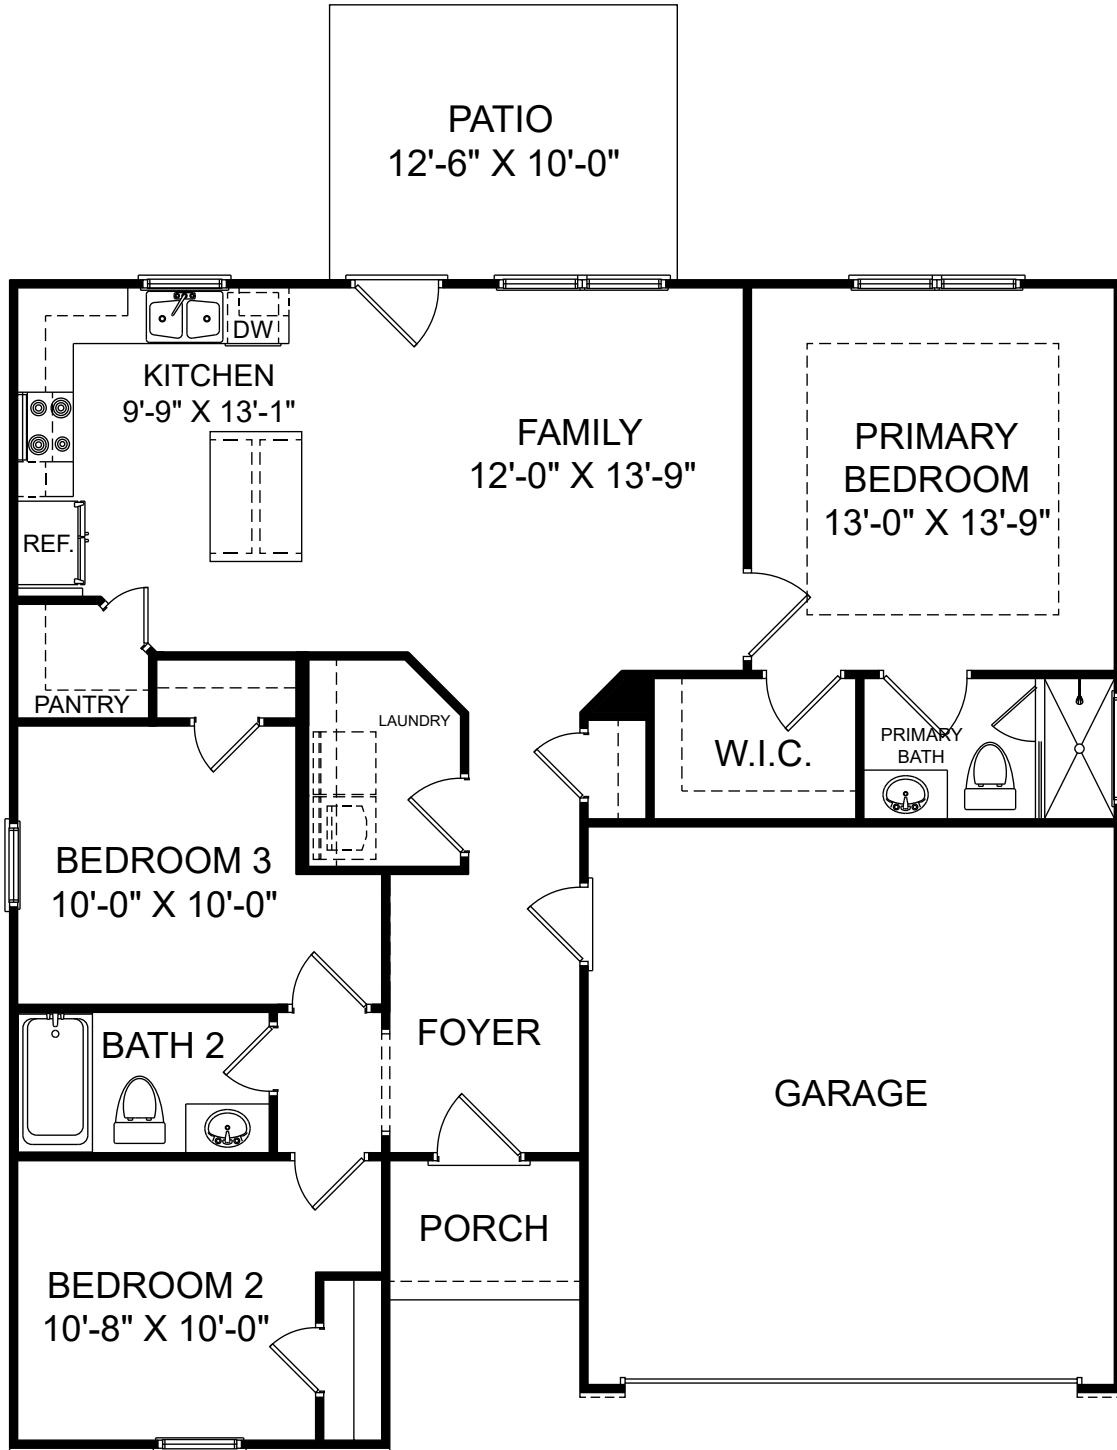 PATIO
12'-6" X 10'-0"
DW
KITCHEN
9'-9" X 13'-1"
FAMILY
12'-0" X 13'-9"
PRIMARY
BEDROOM
13'-0" X 13'-9"
REF.
PANTRY
LAUNDRY
W.I.C.
PRIMARY
BATH
BEDROOM 3
10'-0" X 10'-0"
BATH 2
FOYER
GARAGE
PORCH
BEDROOM 2
10'-8" X 10'-0"